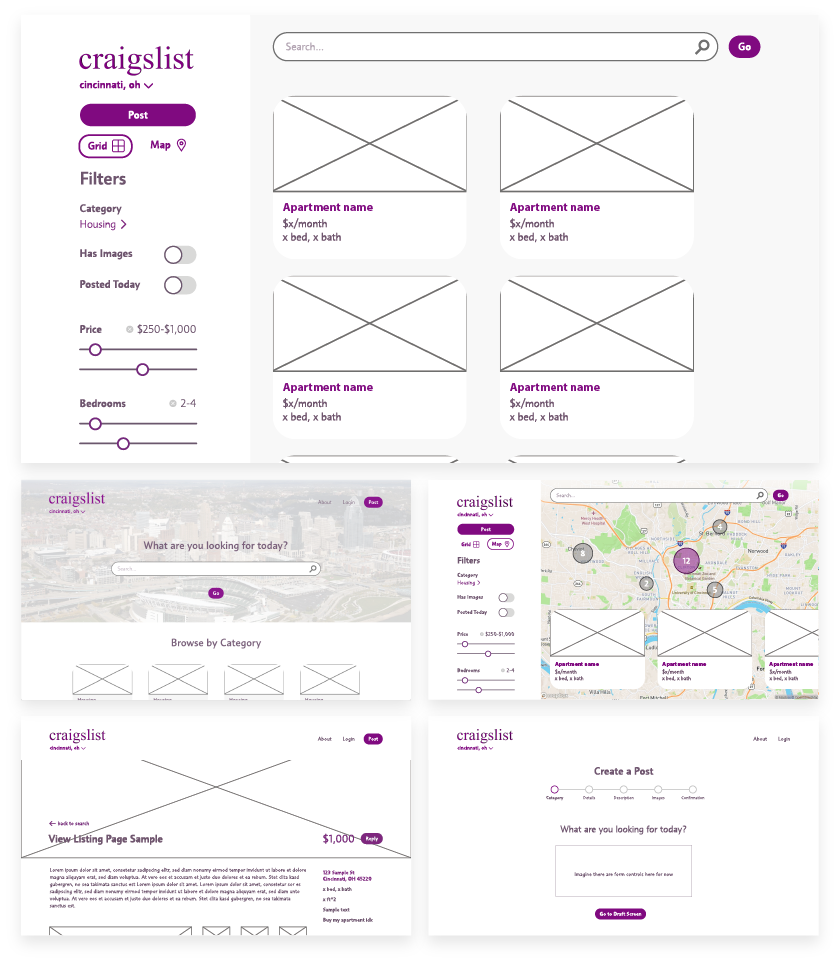 craigslist
cincinnati, oh
Post
Grid
Map
Filters
Category
Housing
Has Images
Posted Today
Price
$250-$1,000
Bedrooms
2-4
Search...
Go
Apartment name
$x/month
x bed, x bath
Apartment name
$x/month
x bed, x bath
Apartment name
$x/month
x bed, x bath
Apartment name
$x/month
x bed, x bath
craigslist
cincinnati, oh
About
Login
Post
What are you looking for today?
Search...
Go
Browse by Category
craigslist
cincinnati, oh
Post
Grid
Map
Filters
Category
Housing
Has Images
Posted Today
Price
$250-$1,000
Bedrooms
2-4
Search...
Go
4
8
12
2
5
St. Bernard
Norwood
Apartment name
$x/month
x bed, x bath
Apartment name
$x/month
x bed, x bath
Apartment name
$x/month
x bed, x bath
craigslist
cincinnati, oh
About
Login
Post
back to search
View Listing Page Sample
$1,000
Reply
Lorem ipsum dolor sit amet, consetetur sadipscing elitr, sed diam nonumy eirmod tempor invidunt ut labore et dolore
magna aliquyam erat, sed diam voluptua. At vero eos et accusam et justo duo dolores et ea rebum. Stet clita kasd
gubergren, no sea takimata sanctus est Lorem ipsum dolor sit amet. Lorem ipsum dolor sit amet, consetetur
sadipscing elitr, sed diam nonumy eirmod tempor invidunt ut labore et dolore magna aliquyam erat, sed diam
voluptua. At vero eos et accusam et justo duo dolores et ea rebum. Stet clita kasd gubergren, no sea takimata
sanctus est.
123 Sample St
Cincinnati, OH 45220
x bed, x bath
x ft^2
Sample text
Buy my apartment idk
craigslist
cincinnati, oh
About
Login
Create a Post
Category
Details
Description
Images
Confirmation
What are you looking for today?
Imagine there are form controls here for now
Go to Draft Screen